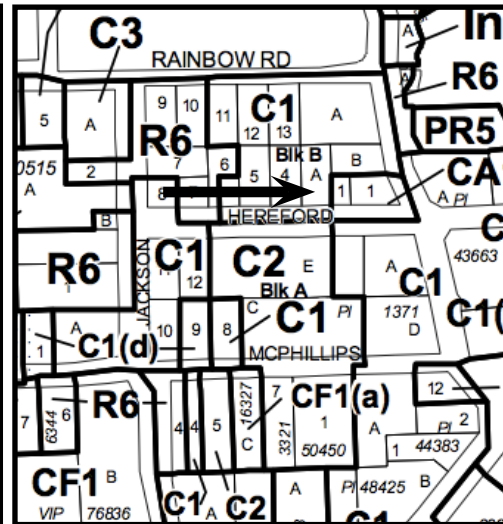 C3
In
A
RAINBOW RD
A
R6
5
A
9
10
11
C1
A
12
13
PR5
R6
Blk B
0515
2
7
6
B
A
5
4
A
CA
8
1
1
A
PI
B
HEREFORD
C
R6
JACKSON
C1
C2
E
A
C1
43663
12
Blk A
C
PI
1371
C1(
D
1
A
C1(d)
10
9
8
C1
MCPHILLIPS
7
6344
6
R6
4
4
5
16327
C
CF1(a)
7
3321
1
50450
A
12
PI
2
1
44383
CF1
B
VIP
76836
C1
A
C2
A
B
PI
48425
B
C1